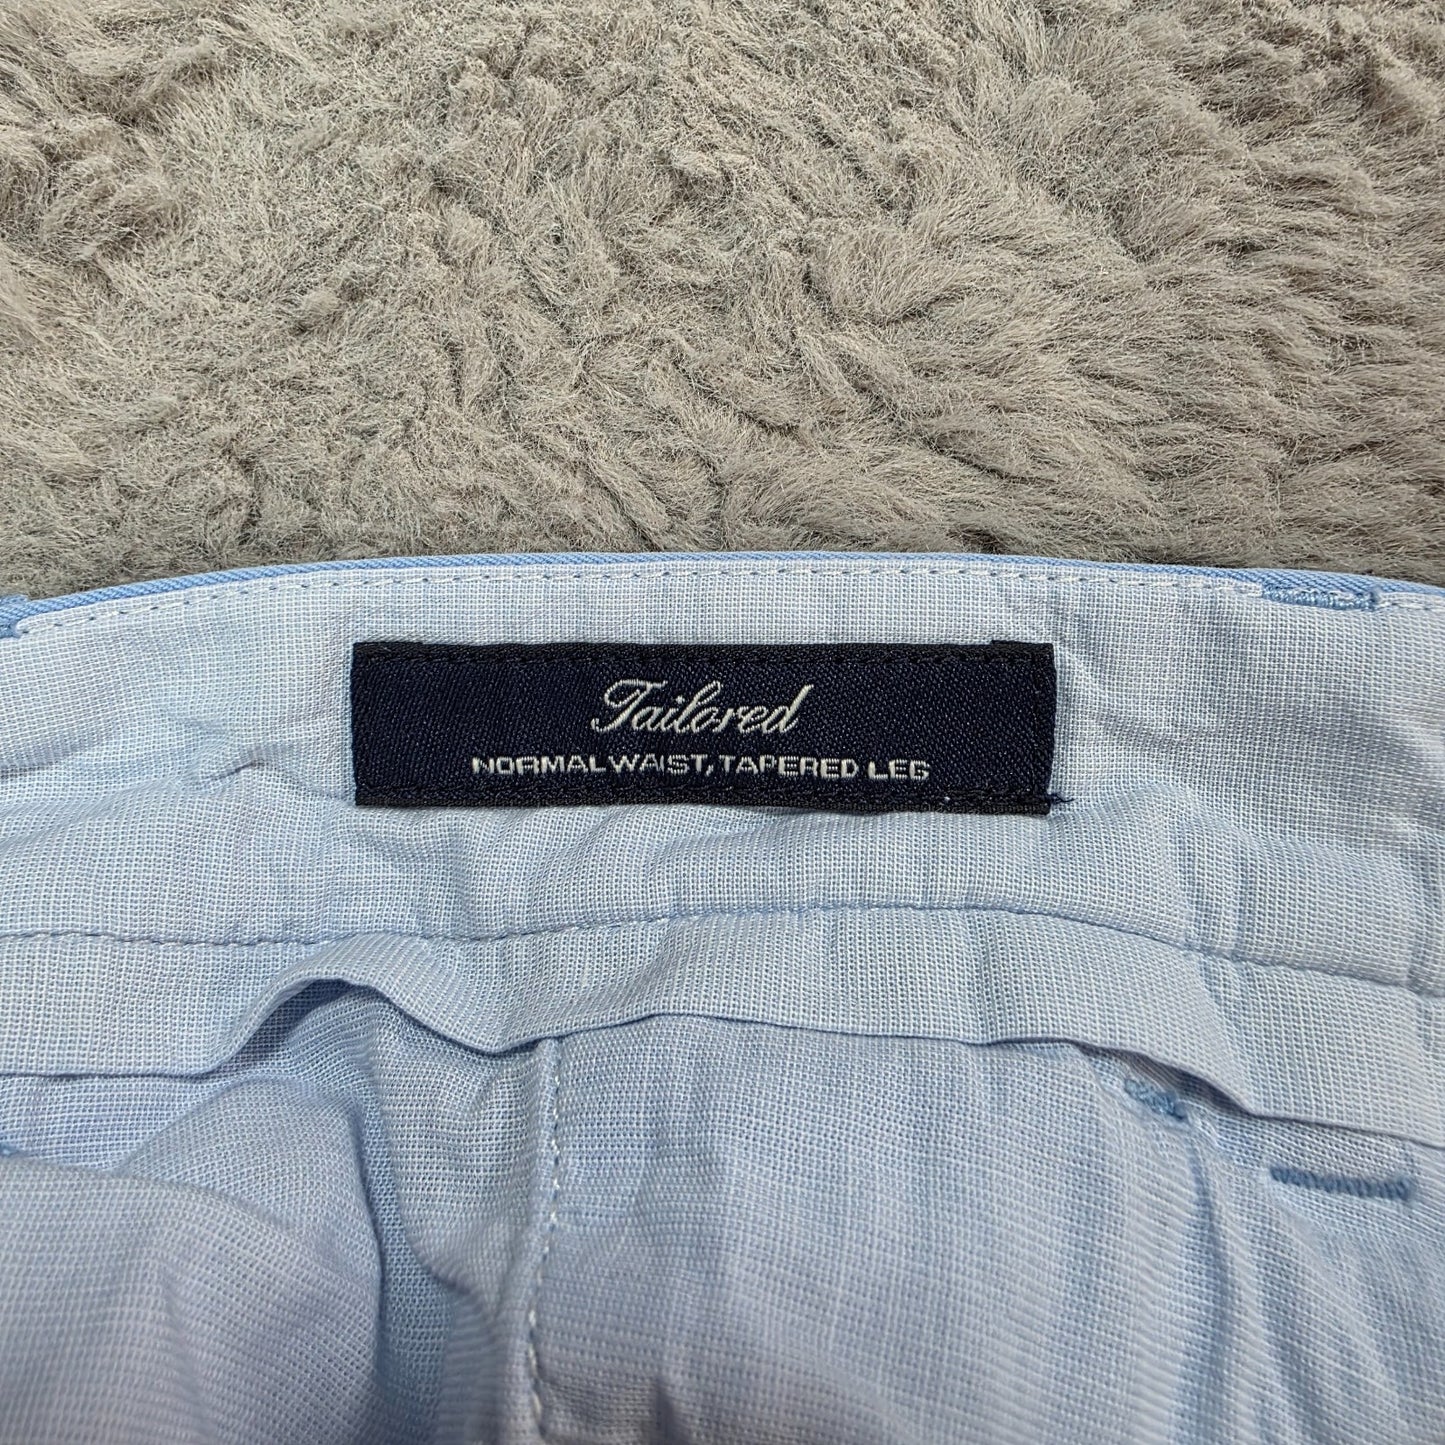 Tailored
NORMAL WAIST, TAPERED LEG